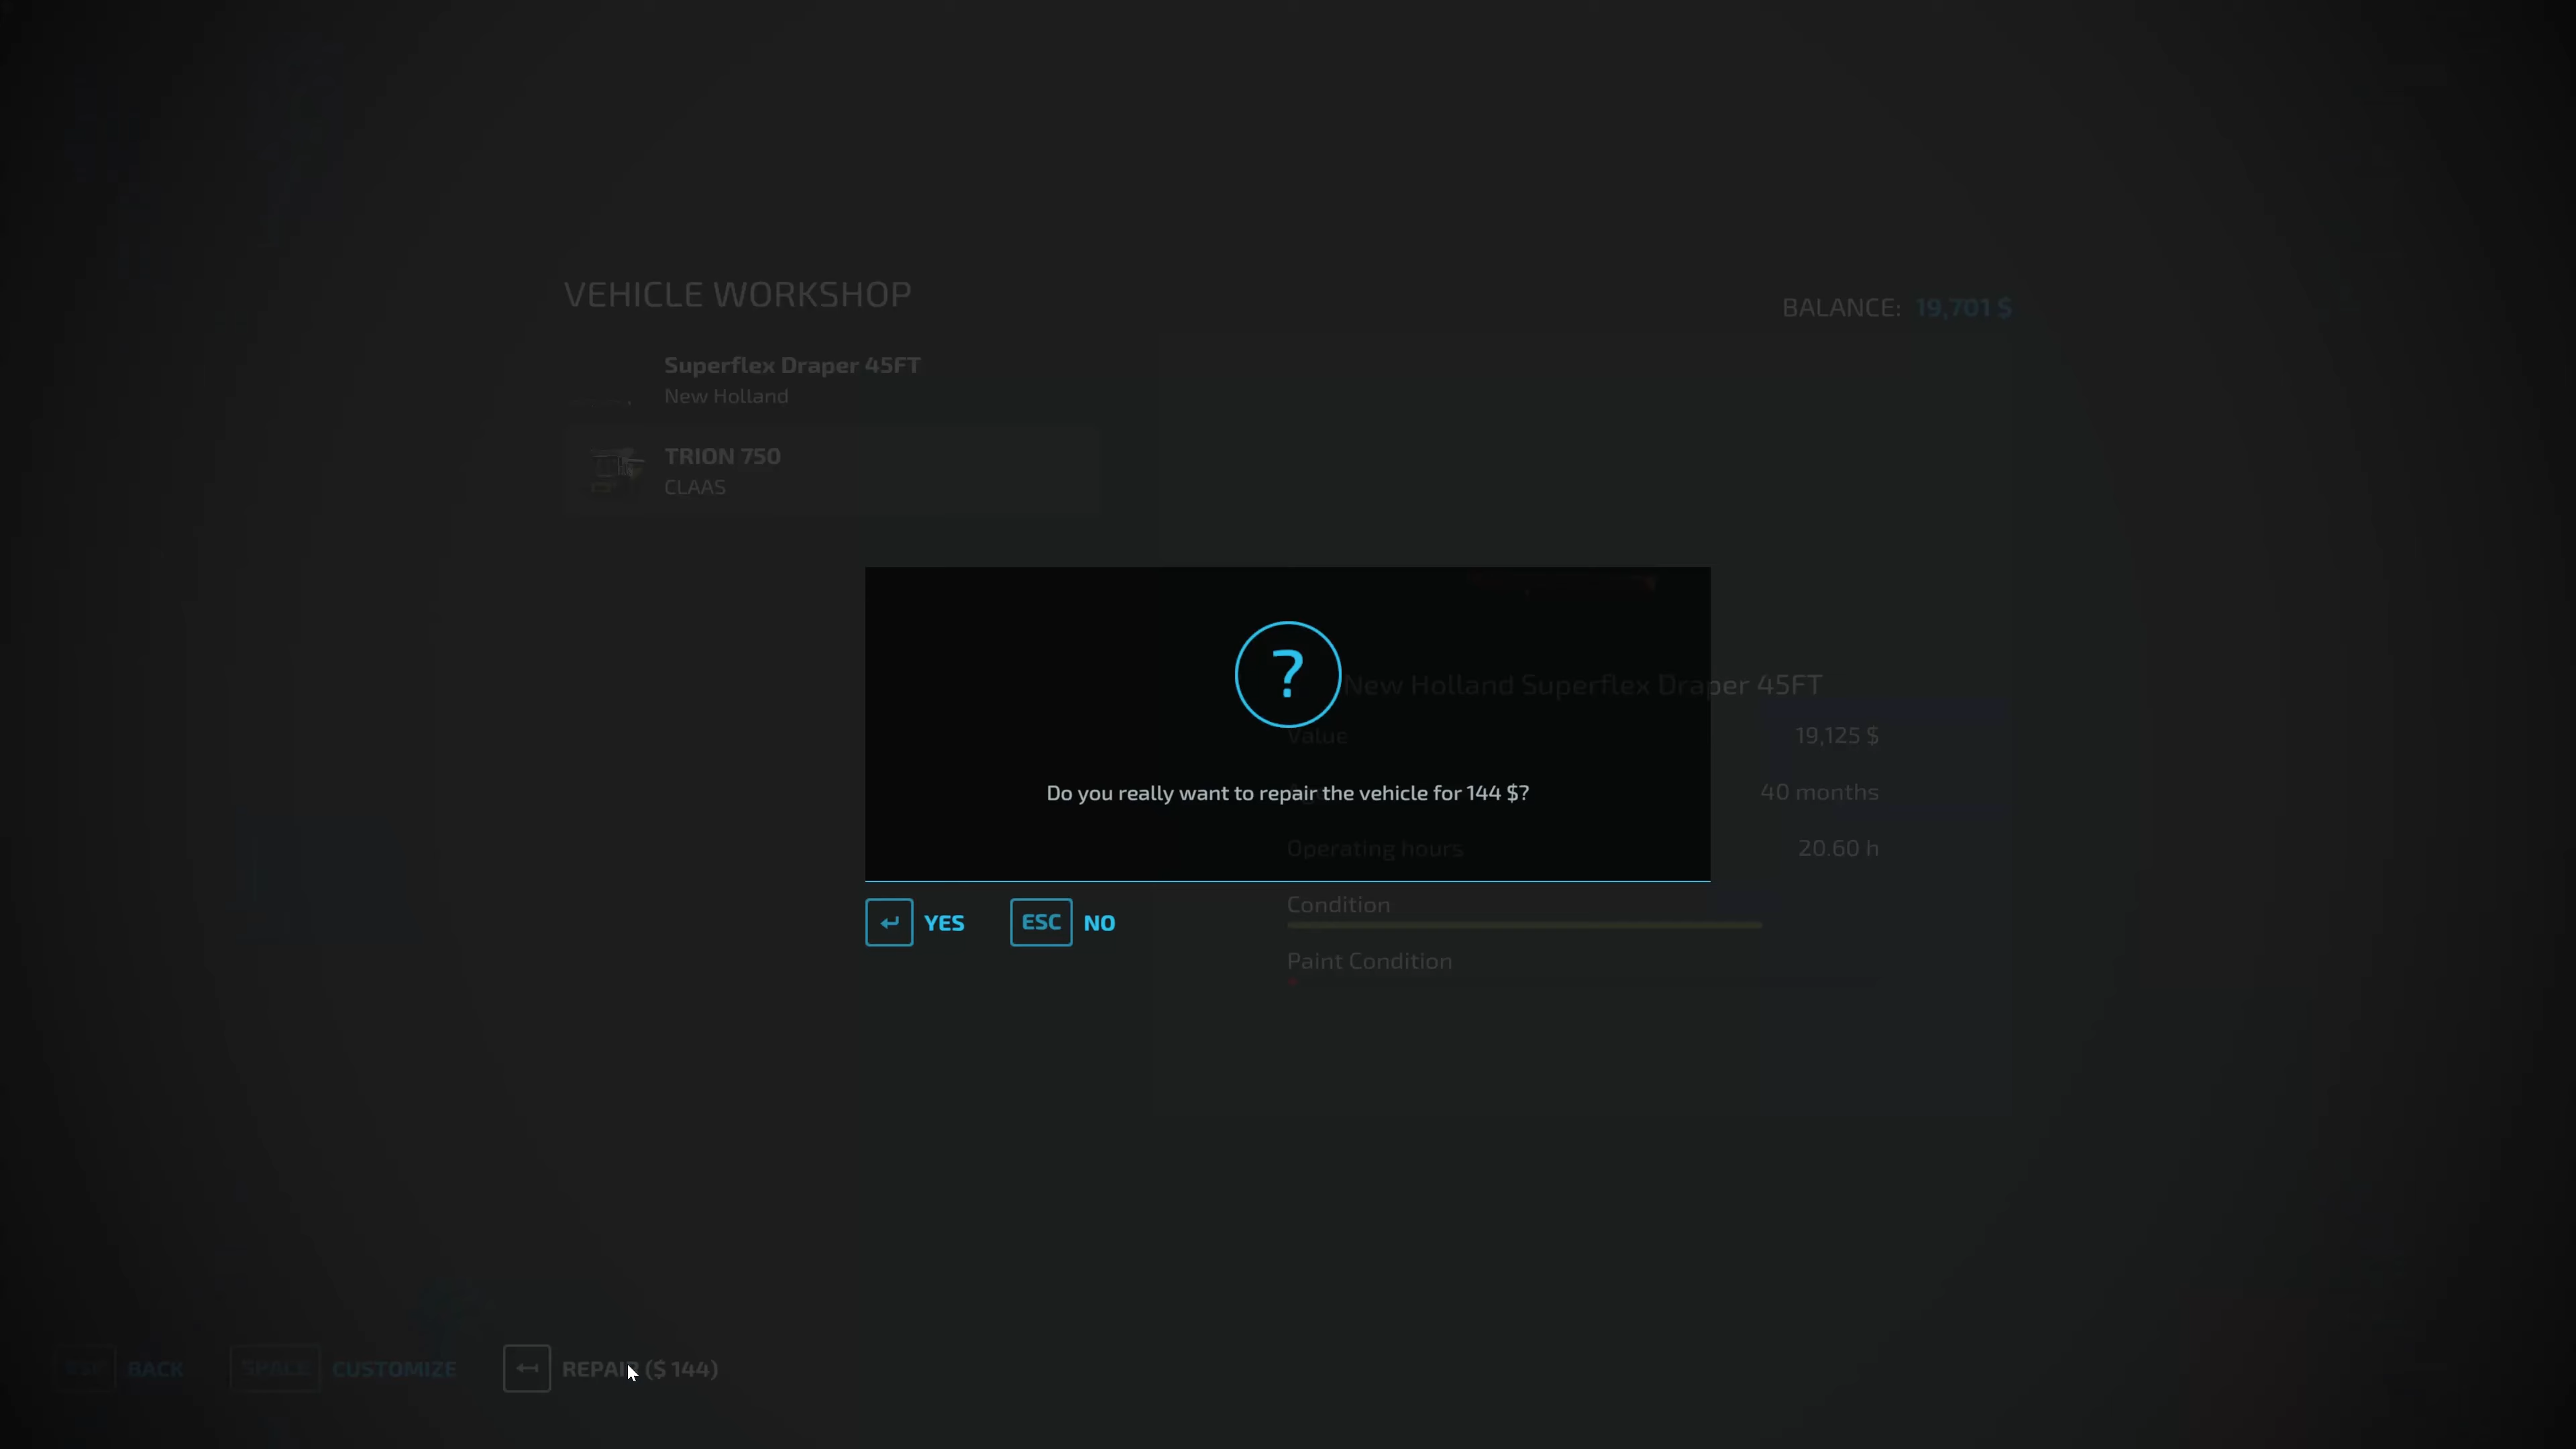 VEHICLE WORKSHOP
BALANCE: 19,701 $
Superflex Draper 45FT
New Holland
TRION 750
CLAAS
?
New Holland Superflex Draper 45FT
Value 19,125 $
Do you really want to repair the vehicle for 144 $?
40 months
Operating hours 20.60 h
Condition
YES ESC NO
Paint Condition
ESC BACK SPACE CUSTOMIZE REPAIR ($ 144)